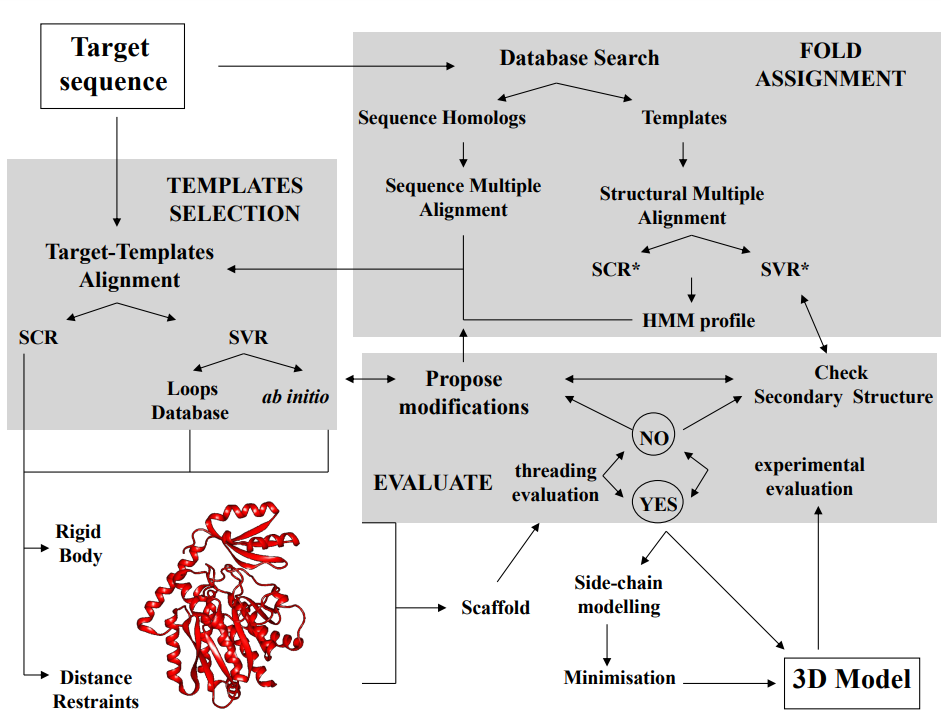 Target
sequence
Database Search
FOLD
ASSIGNMENT
Sequence Homologs
Templates
Sequence Multiple
Alignment
Structural Multiple
Alignment
SCR*
SVR*
HMM profile
TEMPLATES
SELECTION
Target-Templates
Alignment
SCR
SVR
Loops
Database
ab initio
Propose
modifications
Check
Secondary Structure
NO
EVALUATE
threading
evaluation
YES
experimental
evaluation
Rigid
Body
Scaffold
Side-chain
modelling
Distance
Restraints
Minimisation
3D Model